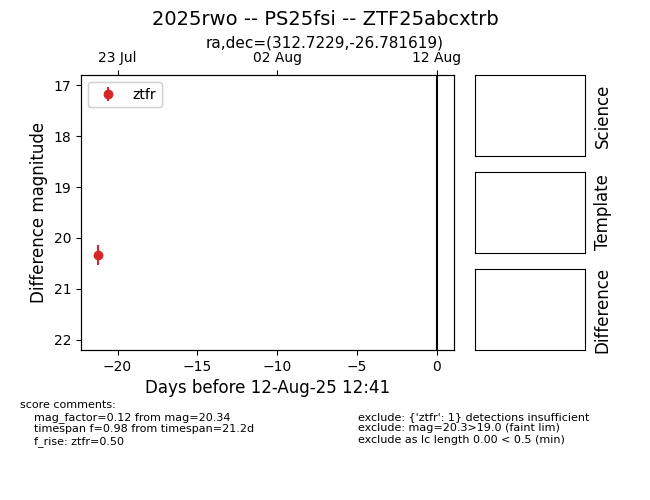 2025rwo -- PS25fsi -- ZTF25abcxtrb
ra,dec=(312.7229,-26.781619)
23 Jul
02 Aug
12 Aug
ztfr
17
18
19
20
21
22
Difference magnitude
−20
−15
−10
−5
0
Days before 12-Aug-25 12:41
Science
Template
Difference
score comments:
mag_factor=0.12 from mag=20.34
timespan f=0.98 from timespan=21.2d
f_rise: ztfr=0.50
exclude: {'ztfr': 1} detections insufficient
exclude: mag=20.3>19.0 (faint lim)
exclude as lc length 0.00 < 0.5 (min)